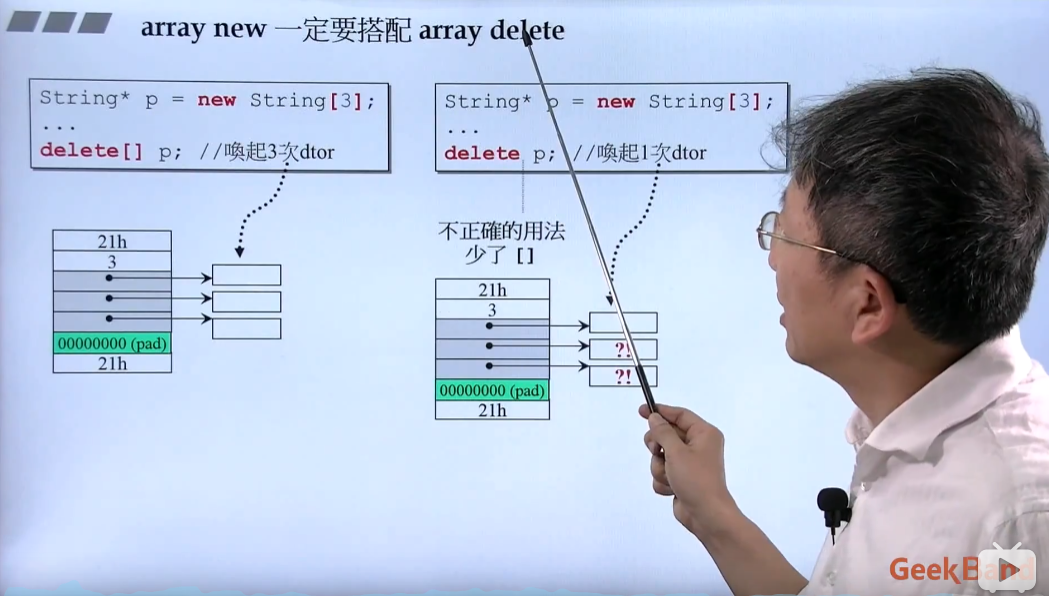 array new 一定要搭配 array delete
String* p = new String[3];
...
delete[] p; //喚起3次dtor
21h
3
00000000 (pad)
21h
String* p = new String[3];
...
delete p; //喚起1次dtor
不正確的用法
少了 []
21h
3
?!
?!
00000000 (pad)
21h
GeekBand